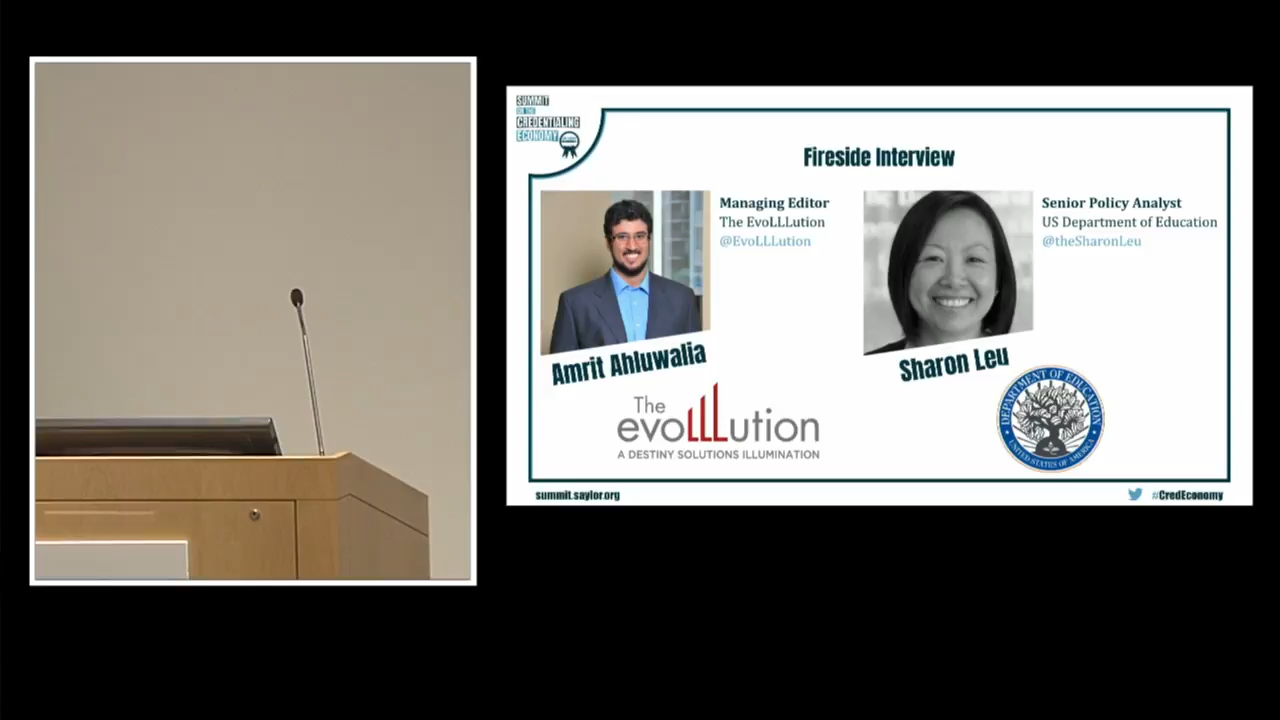 SUMMIT
ON THE
CREDENTIALING
ECONOMY
Fireside Interview
Managing Editor
The EvoLLLution
@EvoLLLution
Amrit Ahluwalia
The
evoLLLution
A DESTINY SOLUTIONS ILLUMINATION
Senior Policy Analyst
US Department of Education
@theSharonLeu
Sharon Leu
DEPARTMENT OF EDUCATION
UNITED STATES OF AMERICA
summit.saylor.org
#CredEconomy